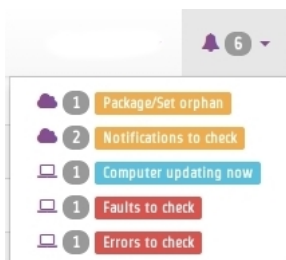 6
1 Package/Set orphan
2 Notifications to check
1 Computer updating now
1 Faults to check
1 Errors to check